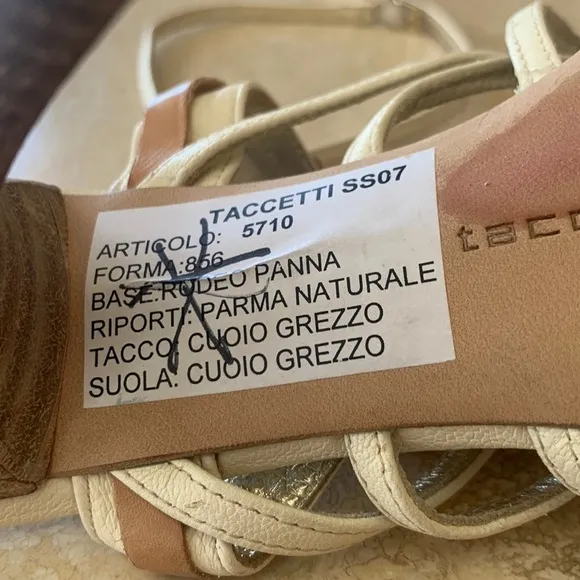 TACCETTI SS07
ARTICOLO: 5710
FORMA:856
BASE:RODEO PANNA
RIPORTI: PARMA NATURALE
TACCO: CUOIO GREZZO
SUOLA: CUOIO GREZZO
tacc